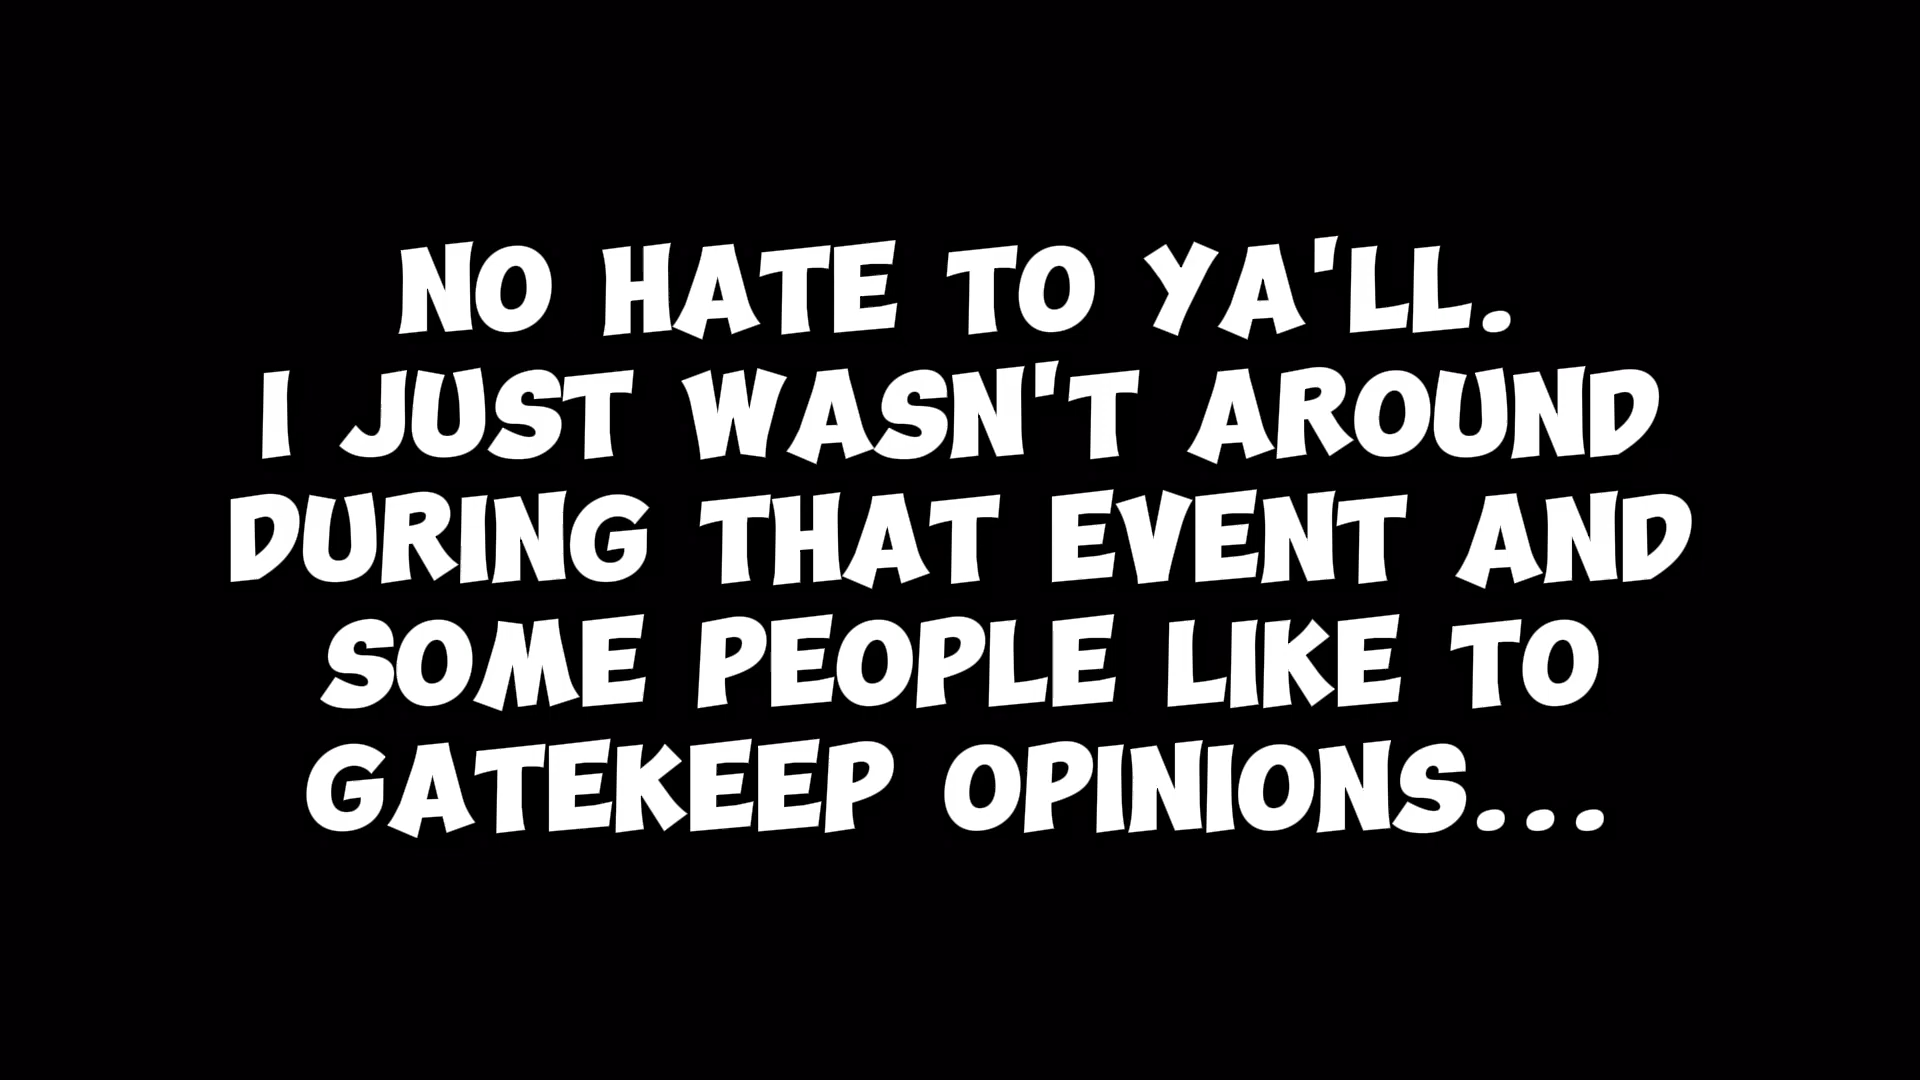 NO HATE TO YA'LL.
I JUST WASN'T AROUND
DURING THAT EVENT AND
SOME PEOPLE LIKE TO
GATEKEEP OPINIONS...